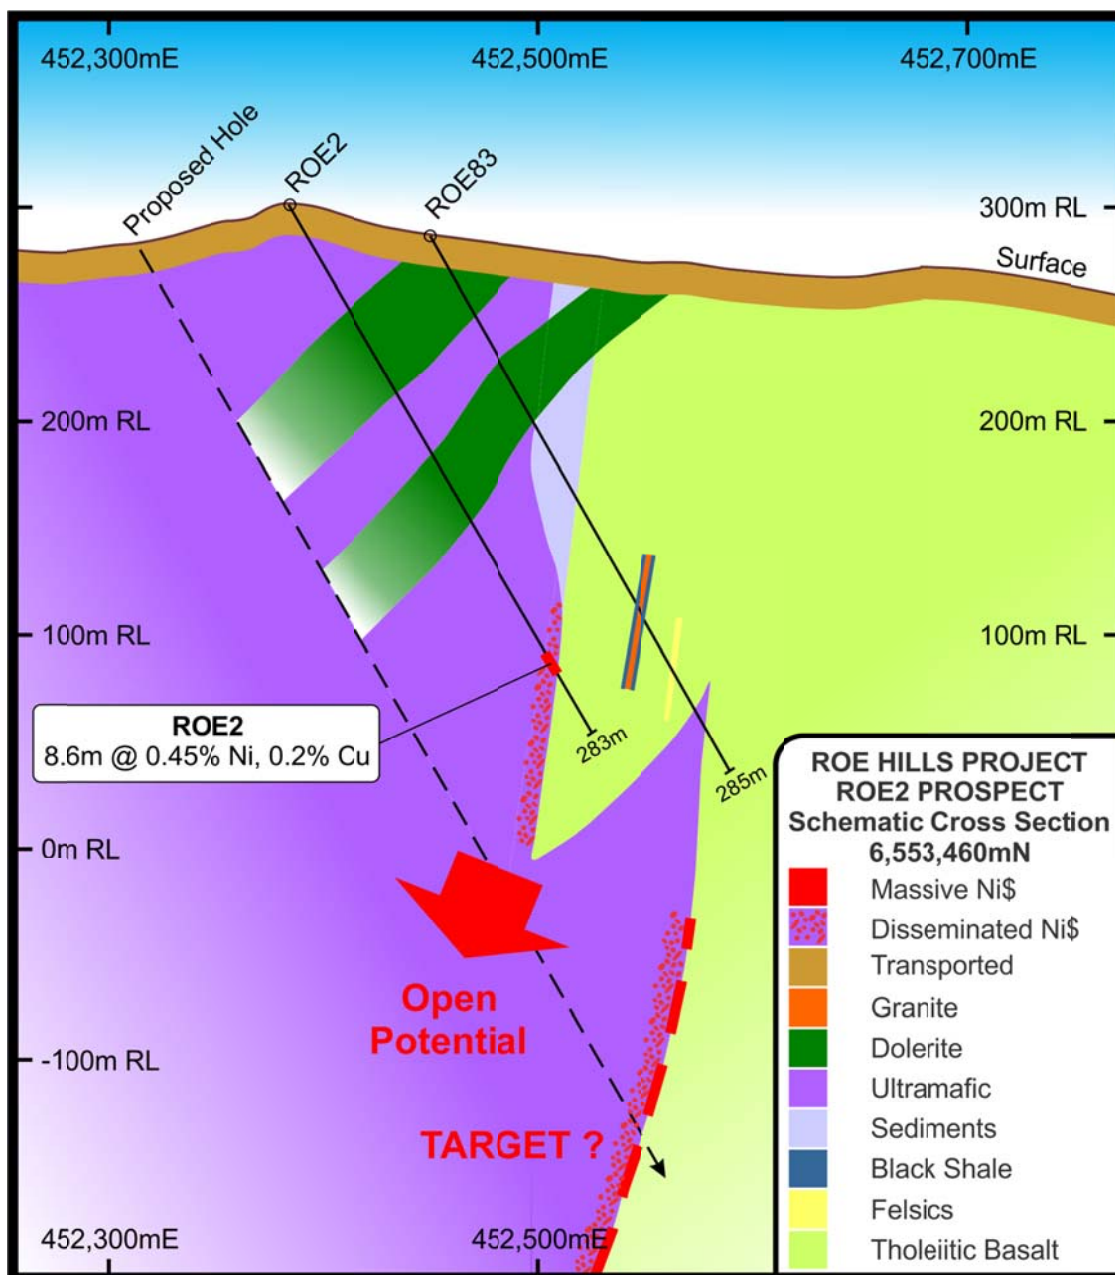 452,300mE
452,500mE
452,700mE
Proposed Hole
ROE2
ROE83
300m RL
Surface
200m RL
200m RL
100m RL
100m RL
ROE2
8.6m @ 0.45% Ni, 0.2% Cu
283m
285m
0m RL
Open
Potential
-100m RL
TARGET ?
452,300mE
452,500mE
ROE HILLS PROJECT
ROE2 PROSPECT
Schematic Cross Section
6,553,460mN
Massive Ni$
Disseminated Ni$
Transported
Granite
Dolerite
Ultramafic
Sediments
Black Shale
Felsics
Tholeiitic Basalt